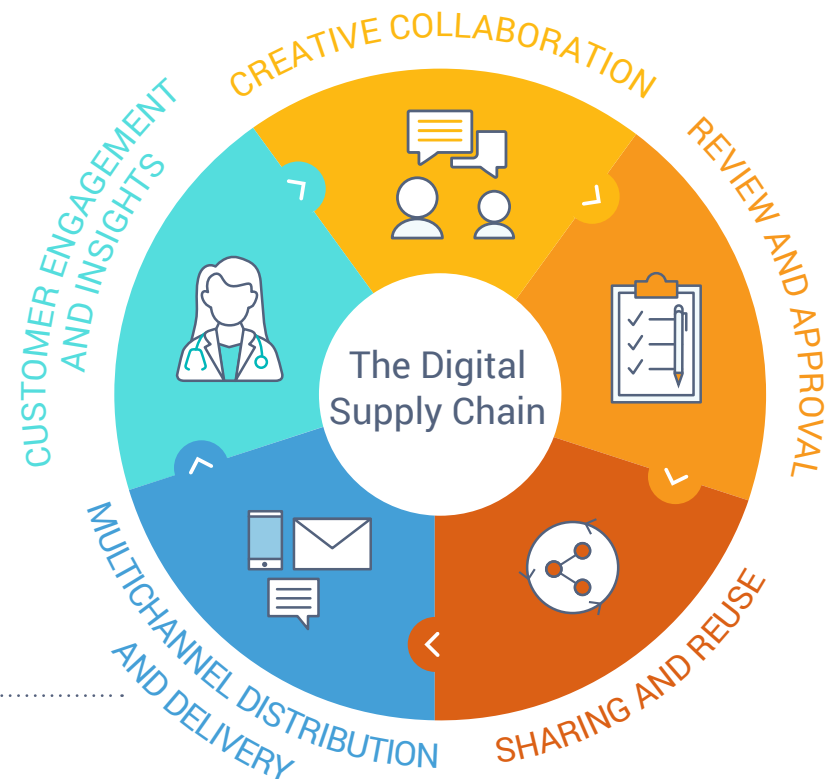 CREATIVE COLLABORATION
REVIEW AND APPROVAL
SHARING AND REUSE
MULTICHANNEL DISTRIBUTION
AND DELIVERY
CUSTOMER ENGAGEMENT
AND INSIGHTS
The Digital
Supply Chain